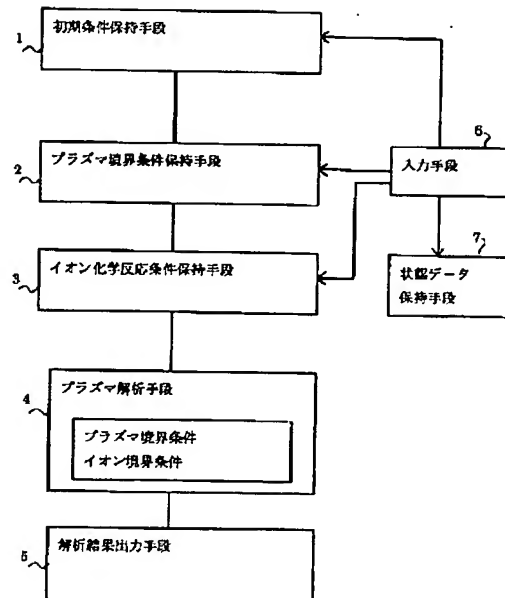 1
初期条件保持手段
2
プラズマ境界条件保持手段
3
イオン化学反応条件保持手段
4
プラズマ解析手段
プラズマ境界条件
イオン境界条件
5
解析結果出力手段
6
入力手段
7
状態データ
保持手段